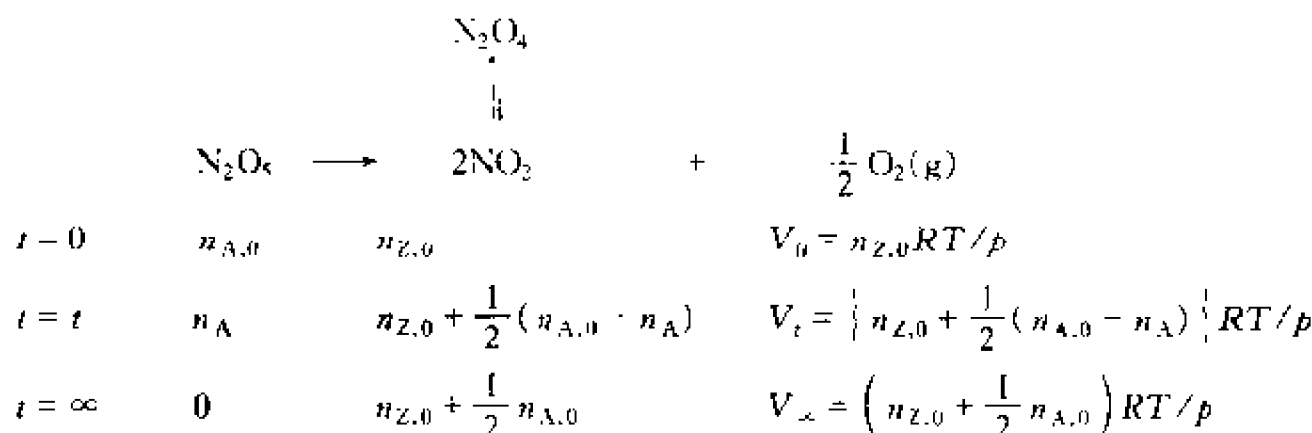 N₂O₄
N₂O₅ ⟶ 2NO₂ + 1/2 O₂(g)
t = 0 n_{A,0} n_{Z,0} V₀ = n_{Z,0}RT/p
t = t n_A n_{Z,0} + 1/2 (n_{A,0} - n_A) V_t = { n_{Z,0} + 1/2 (n_{A,0} − n_A) } RT/p
t = ∞ 0 n_{Z,0} + 1/2 n_{A,0} V_∞ = ( n_{Z,0} + 1/2 n_{A,0} ) RT/p